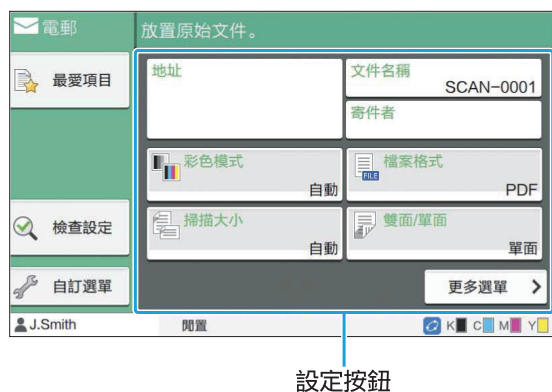 電郵
放置原始文件。
最愛項目
地址
文件名稱
SCAN-0001
寄件者
彩色模式
自動
檔案格式
FILE
PDF
檢查設定
掃描大小
自動
雙面/單面
單面
自訂選單
更多選單
J.Smith
閒置
K C M Y
設定按鈕